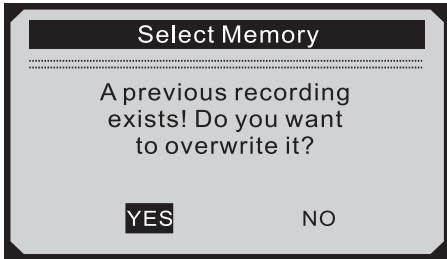 Select Memory
A previous recording
exists! Do you want
to overwrite it?
YES NO